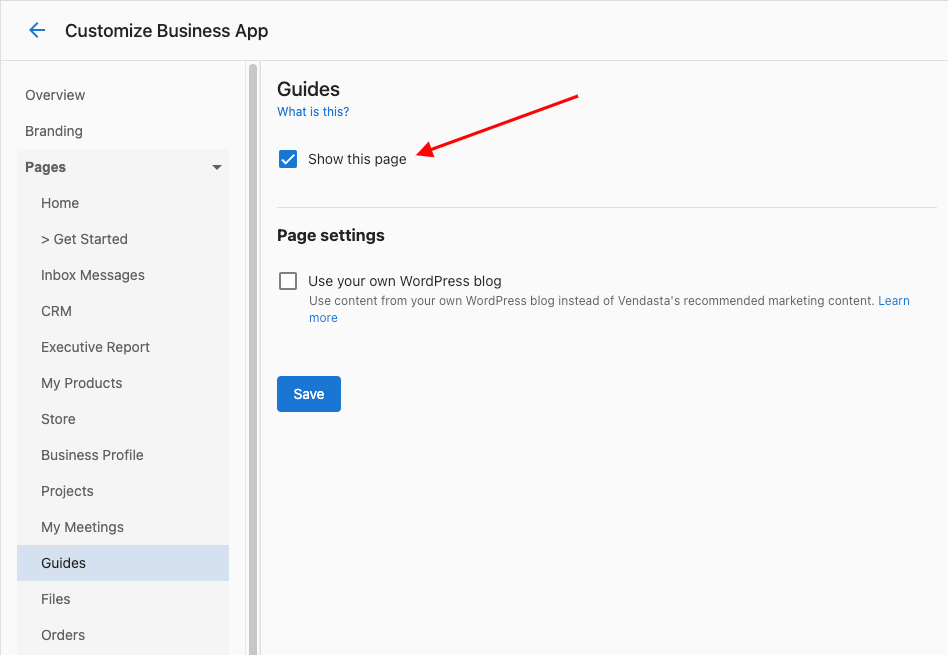 Customize Business App
Overview
Branding
Pages
Home
> Get Started
Inbox Messages
CRM
Executive Report
My Products
Store
Business Profile
Projects
My Meetings
Guides
Files
Orders
Guides
What is this?
Show this page
Page settings
Use your own WordPress blog
Use content from your own WordPress blog instead of Vendasta's recommended marketing content. Learn
more
Save